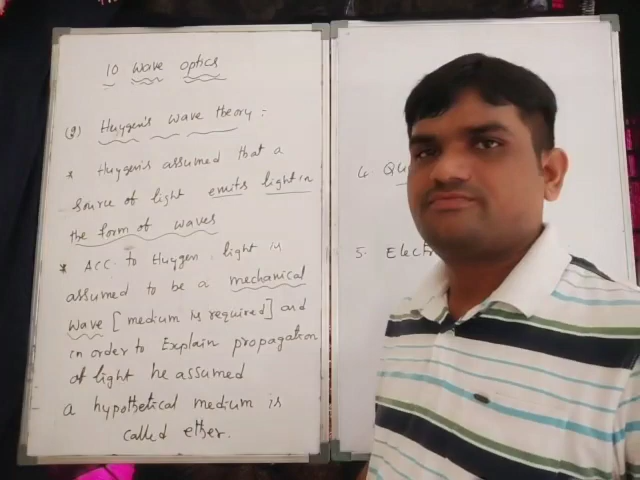 10 Wave Optics
(9) Huygen's Wave theory :
* Huygen's assumed that a
source of light emits light in
the form of waves
* Acc. to Huygen, light is
assumed to be a mechanical
wave [medium is required] and
in order to Explain propagation
of light he assumed
a hypothetical medium is
called ether.
5. Elect